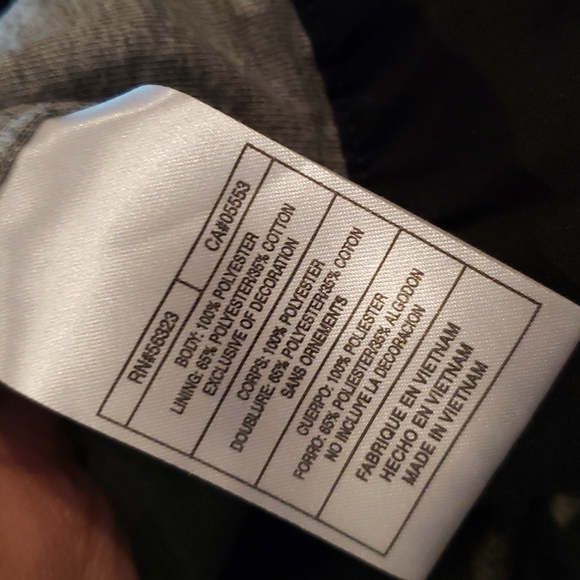 RN#56323 CA#05553
BODY: 100% POLYESTER
LINING: 65% POLYESTER/35% COTTON
EXCLUSIVE OF DECORATION
CORPS: 100% POLYESTER
DOUBLURE: 65% POLYESTER/35% COTON
SANS ORNEMENTS
CUERPO: 100% POLIESTER
FORRO: 65% POLIESTER/35% ALGODON
NO INCLUYE LA DECORACION
FABRIQUE EN VIETNAM
HECHO EN VIETNAM
MADE IN VIETNAM